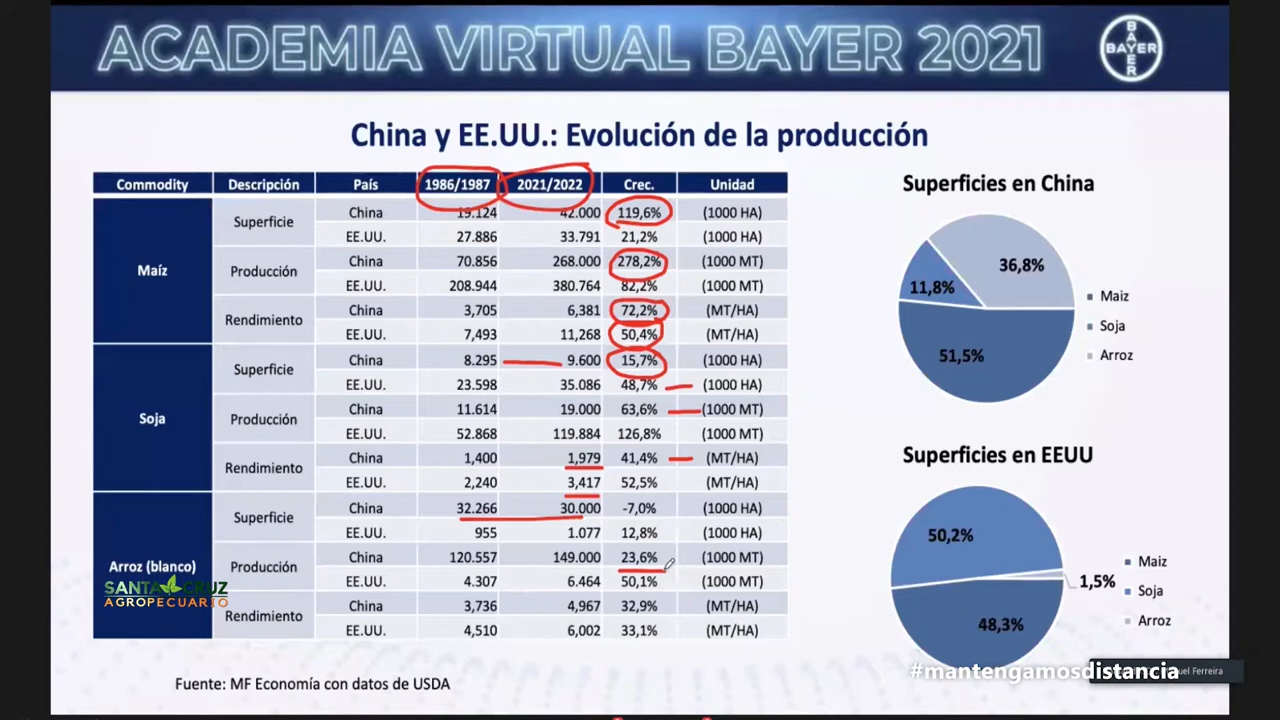 ACADEMIA VIRTUAL BAYER 2021
BAYER
BAYER
China y EE.UU.: Evolución de la producción
Commodity Descripción País 1986/1987 2021/2022 Crec. Unidad
Maíz Superficie China 19.124 42.000 119,6% (1000 HA)
EE.UU. 27.886 33.791 21,2% (1000 HA)
Producción China 70.856 268.000 278,2% (1000 MT)
EE.UU. 208.944 380.764 82,2% (1000 MT)
Rendimiento China 3,705 6,381 72,2% (MT/HA)
EE.UU. 7,493 11,268 50,4% (MT/HA)
Soja Superficie China 8.295 9.600 15,7% (1000 HA)
EE.UU. 23.598 35.086 48,7% (1000 HA)
Producción China 11.614 19.000 63,6% (1000 MT)
EE.UU. 52.868 119.884 126,8% (1000 MT)
Rendimiento China 1,400 1,979 41,4% (MT/HA)
EE.UU. 2,240 3,417 52,5% (MT/HA)
Arroz (blanco) Superficie China 32.266 30.000 -7,0% (1000 HA)
EE.UU. 955 1.077 12,8% (1000 HA)
Producción China 120.557 149.000 23,6% (1000 MT)
EE.UU. 4.307 6.464 50,1% (1000 MT)
Rendimiento China 3,736 4,967 32,9% (MT/HA)
EE.UU. 4,510 6,002 33,1% (MT/HA)
SANTA CRUZ
AGROPECUARIO
Fuente: MF Economía con datos de USDA
Superficies en China
36,8%
11,8%
51,5%
Maiz
Soja
Arroz
Superficies en EEUU
50,2%
1,5%
48,3%
Maiz
Soja
Arroz
#mantengamosdistancia
Ferreira